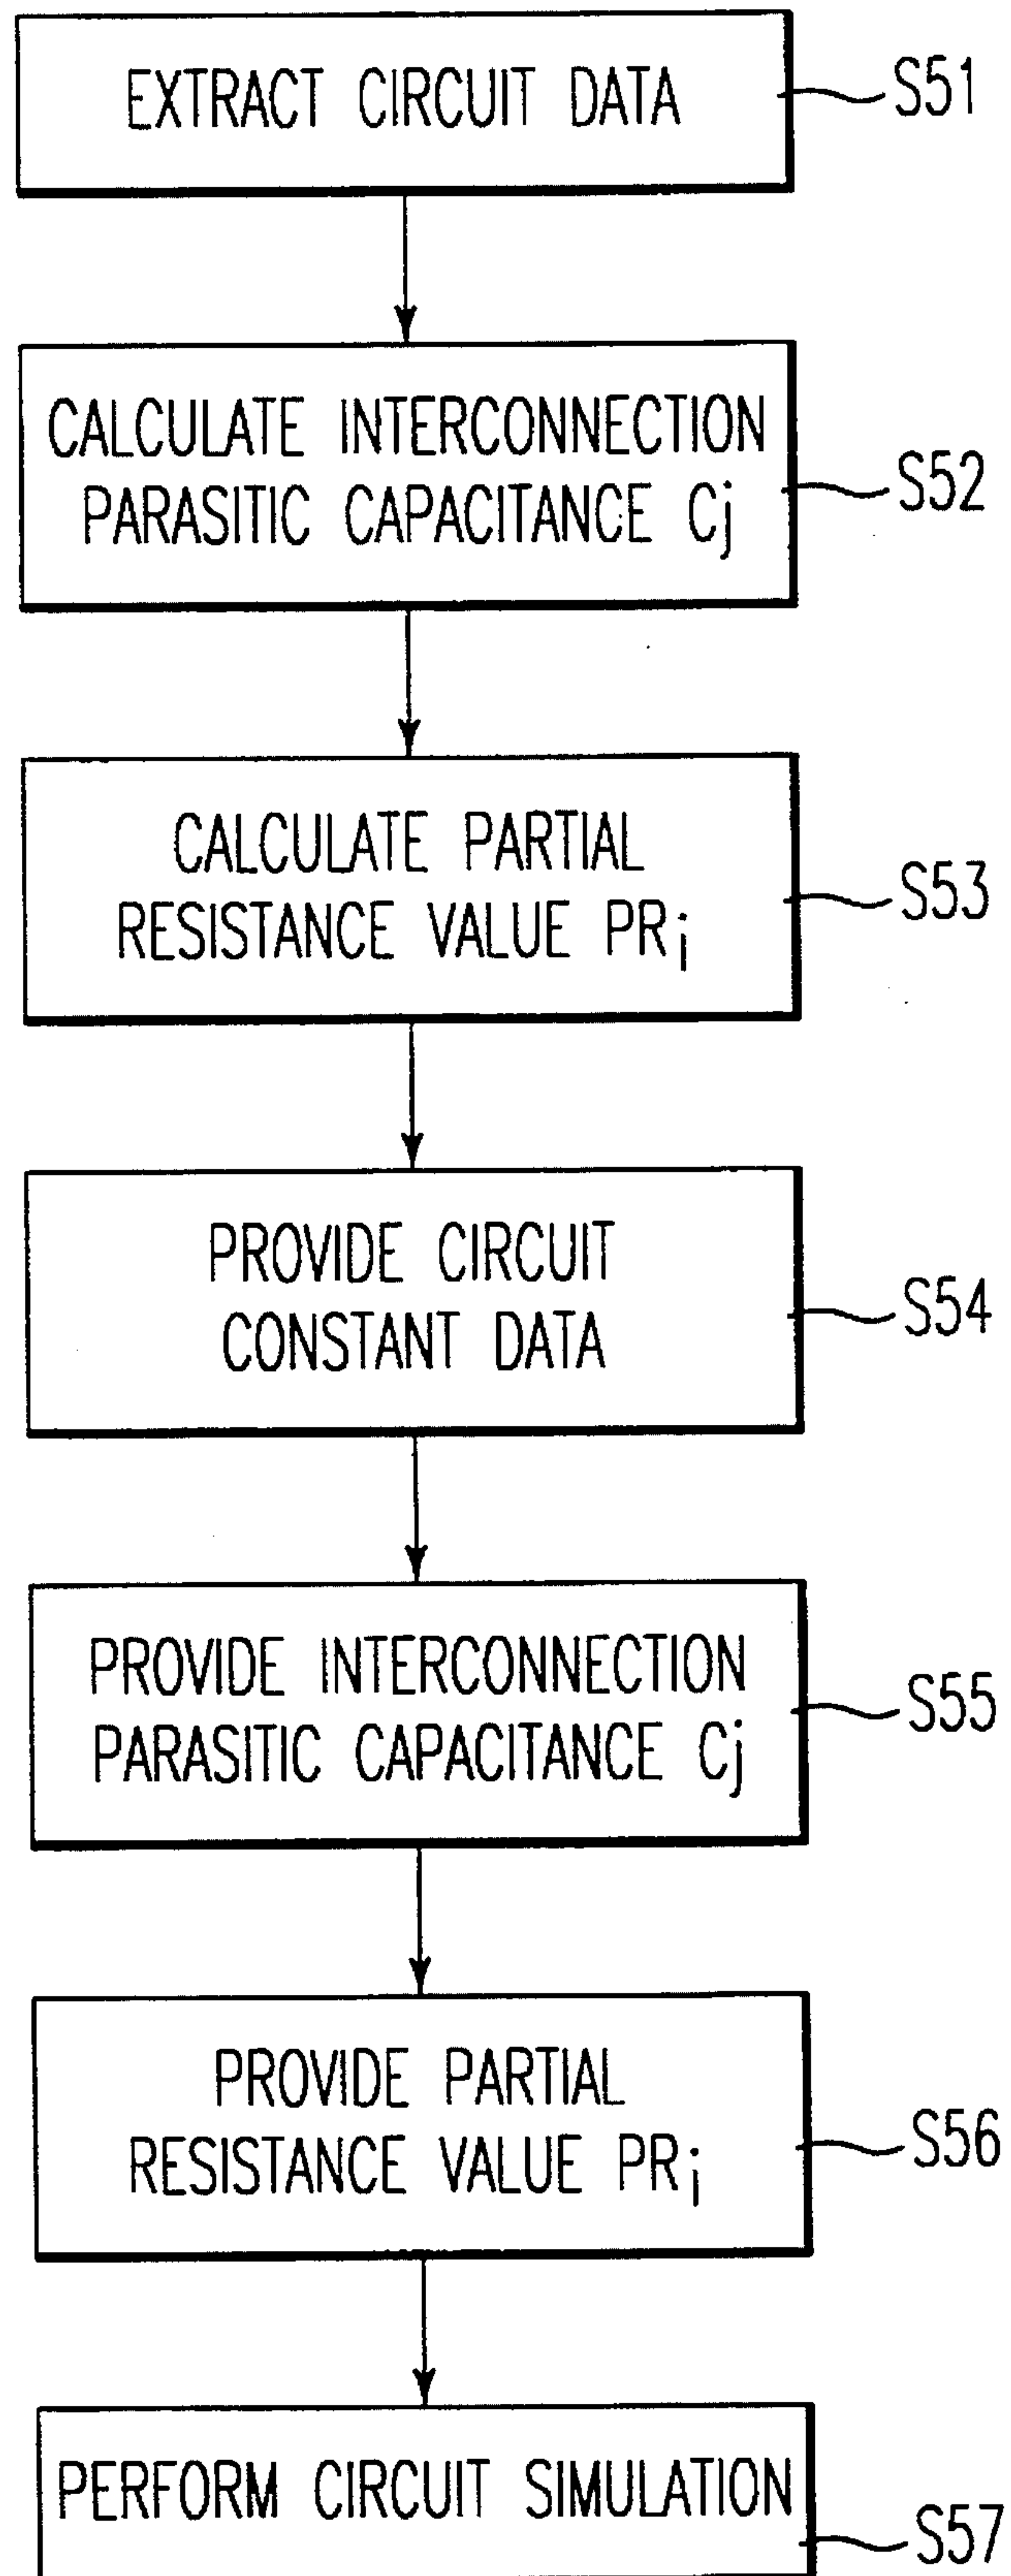 EXTRACT CIRCUIT DATA
S51
CALCULATE INTERCONNECTION
PARASITIC CAPACITANCE Cj
S52
CALCULATE PARTIAL
RESISTANCE VALUE PRi
S53
PROVIDE CIRCUIT
CONSTANT DATA
S54
PROVIDE INTERCONNECTION
PARASITIC CAPACITANCE Cj
S55
PROVIDE PARTIAL
RESISTANCE VALUE PRi
S56
PERFORM CIRCUIT SIMULATION
S57